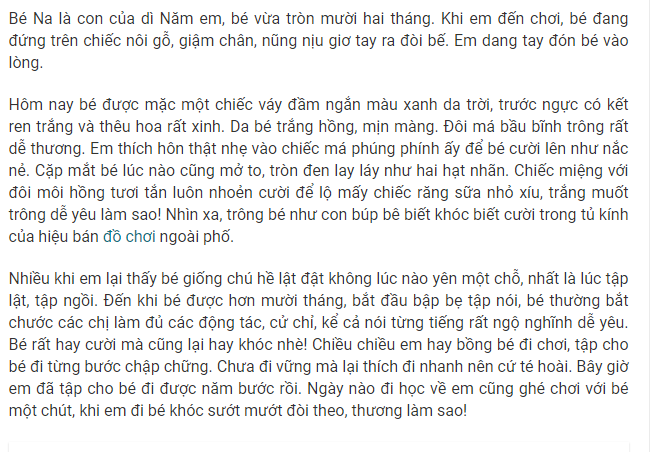 Bé Na là con của dì Năm em, bé vừa tròn mười hai tháng. Khi em đến chơi, bé đang
đứng trên chiếc nôi gỗ, giậm chân, nũng nịu giơ tay ra đòi bế. Em dang tay đón bé vào
lòng.
Hôm nay bé được mặc một chiếc váy đầm ngắn màu xanh da trời, trước ngực có kết
ren trắng và thêu hoa rất xinh. Da bé trắng hồng, mịn màng. Đôi má bầu bĩnh trông rất
dễ thương. Em thích hôn thật nhẹ vào chiếc má phúng phính ấy để bé cười lên như nắc
nẻ. Cặp mắt bé lúc nào cũng mở to, tròn đen lay láy như hai hạt nhãn. Chiếc miệng với
đôi môi hồng tươi tắn luôn nhoẻn cười để lộ mấy chiếc răng sữa nhỏ xíu, trắng muốt
trông dễ yêu làm sao! Nhìn xa, trông bé như con búp bê biết khóc biết cười trong tủ kính
của hiệu bán đồ chơi ngoài phố.
Nhiều khi em lại thấy bé giống chú hề lật đật không lúc nào yên một chỗ, nhất là lúc tập
lật, tập ngồi. Đến khi bé được hơn mười tháng, bắt đầu bập bẹ tập nói, bé thường bắt
chước các chị làm đủ các động tác, cử chỉ, kể cả nói từng tiếng rất ngộ nghĩnh dễ yêu.
Bé rất hay cười mà cũng lại hay khóc nhè! Chiều chiều em hay bồng bé đi chơi, tập cho
bé đi từng bước chập chững. Chưa đi vững mà lại thích đi nhanh nên cứ té hoài. Bây giờ
em đã tập cho bé đi được năm bước rồi. Ngày nào đi học về em cũng ghé chơi với bé
một chút, khi em đi bé khóc sướt mướt đòi theo, thương làm sao!